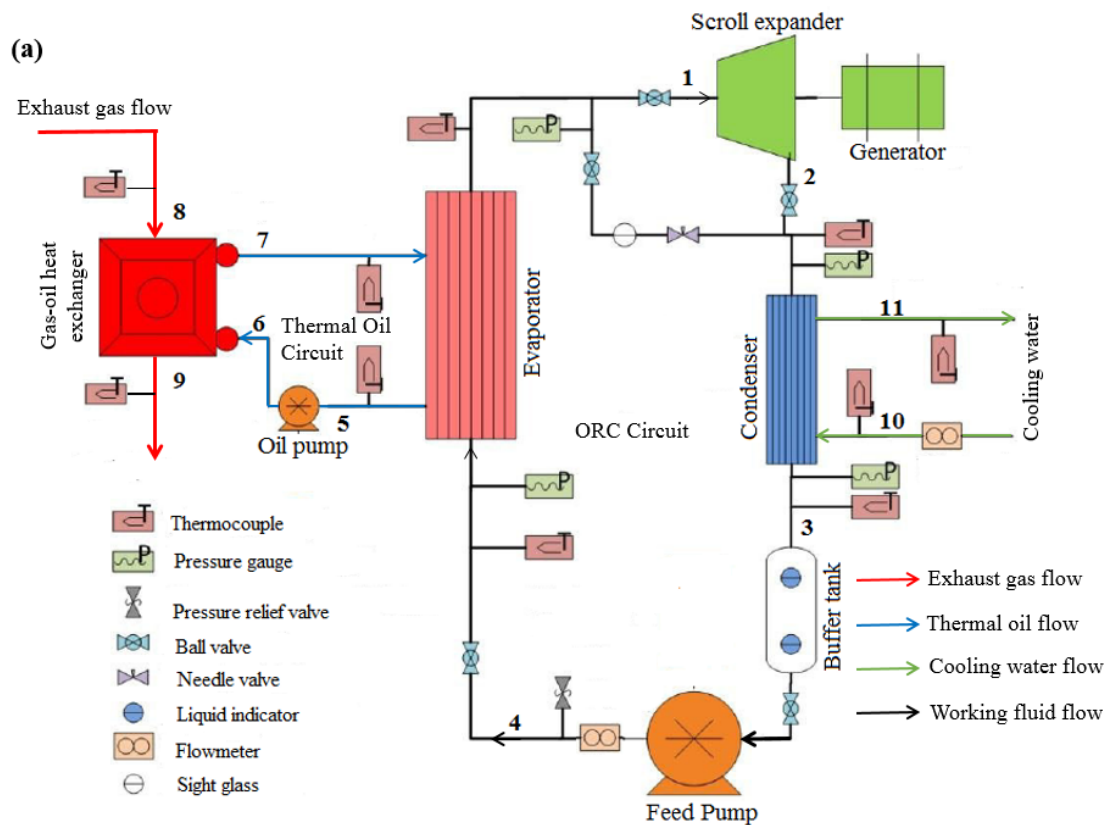 (a)
Scroll expander
Exhaust gas flow
1
T
P
Generator
2
T
8
7
T
P
Gas-oil heat
exchanger
Evaporator
T
11
6
Thermal Oil
Circuit
T
Condenser
Cooling water
9
T
T
T
10
5
ORC Circuit
Oil pump
P
P
T
T
Thermocouple
3
T
P
Pressure gauge
Buffer tank
Exhaust gas flow
Pressure relief valve
Thermal oil flow
Ball valve
Cooling water flow
Needle valve
Working fluid flow
Liquid indicator
4
Flowmeter
Sight glass
Feed Pump